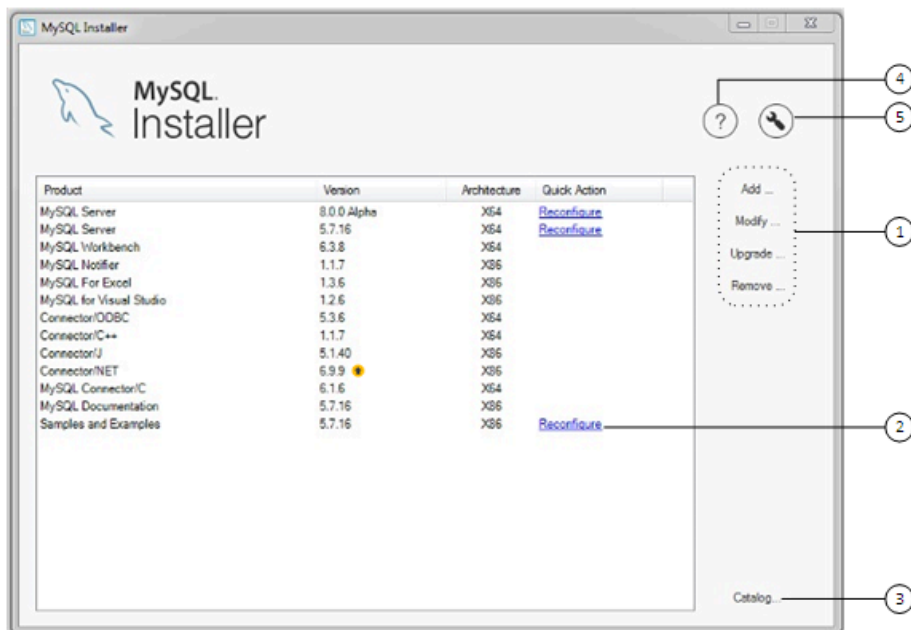 MySQL Installer
MySQL.
Installer
4
?
5
Product Version Architecture Quick Action
MySQL Server 8.0.0 Alpha X64 Reconfigure
MySQL Server 5.7.16 X64 Reconfigure
MySQL Workbench 6.3.8 X64
MySQL Notifier 1.1.7 X86
MySQL For Excel 1.3.6 X86
MySQL for Visual Studio 1.2.6 X86
Connector/ODBC 5.3.6 X64
Connector/C++ 1.1.7 X64
Connector/J 5.1.40 X86
Connector/NET 6.9.9 X86
MySQL Connector/C 6.1.6 X64
MySQL Documentation 5.7.16 X86
Samples and Examples 5.7.16 X86 Reconfigure
Add ...
Modify ...
Upgrade ...
Remove ...
1
2
Catalog...
3